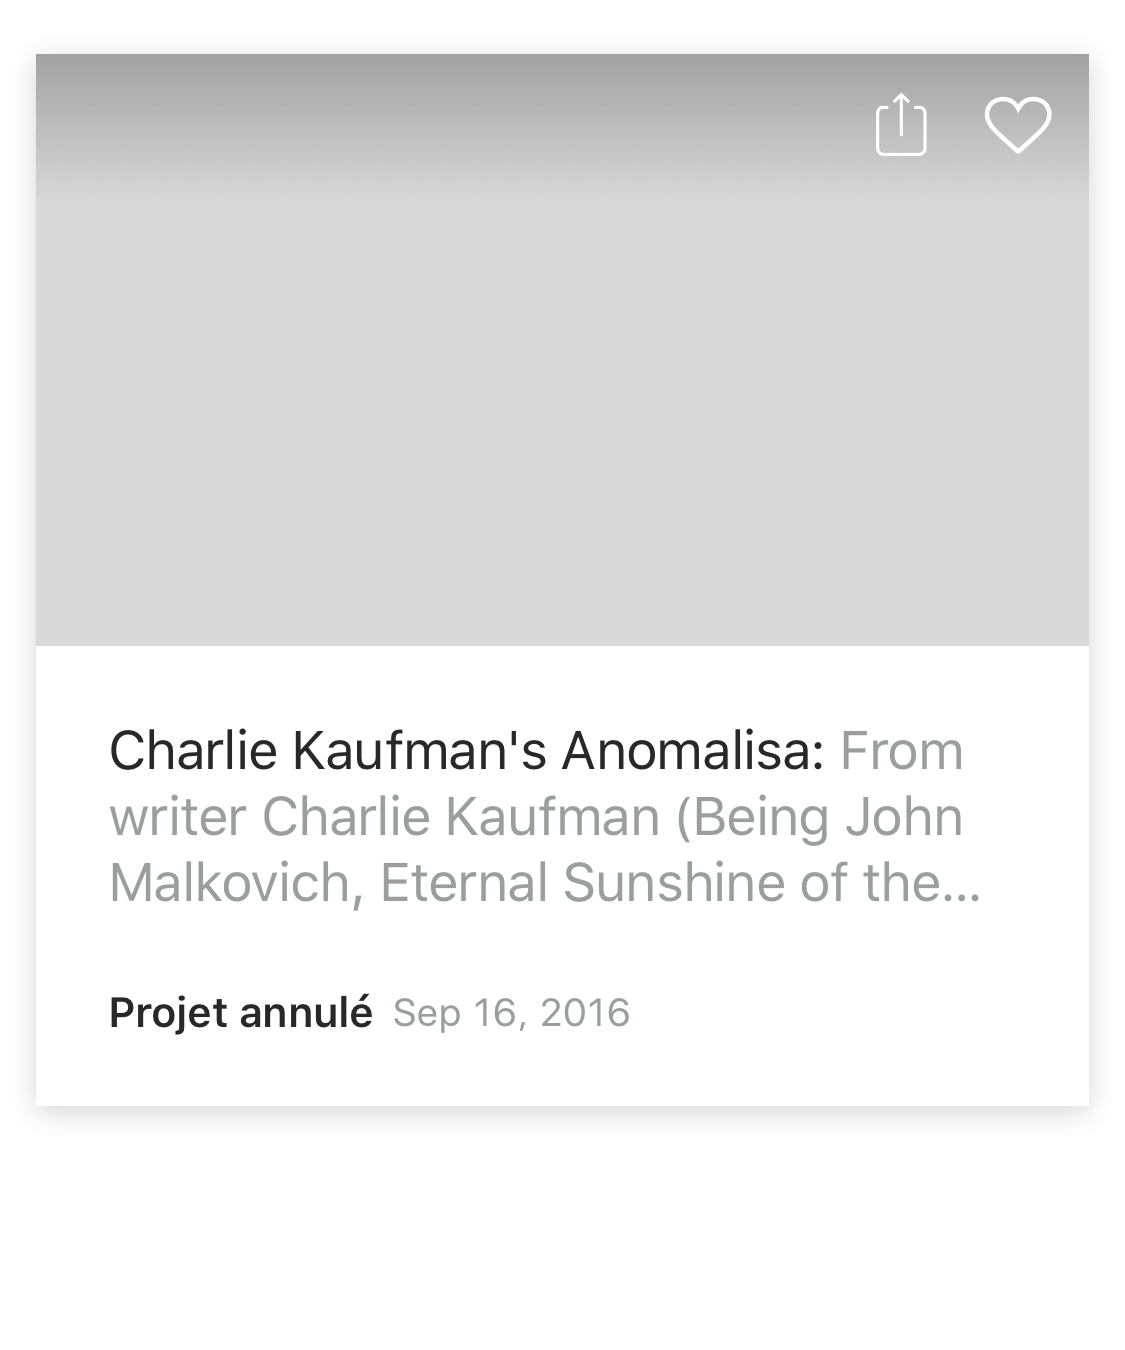 Charlie Kaufman's Anomalisa: From
writer Charlie Kaufman (Being John
Malkovich, Eternal Sunshine of the...
Projet annulé Sep 16, 2016